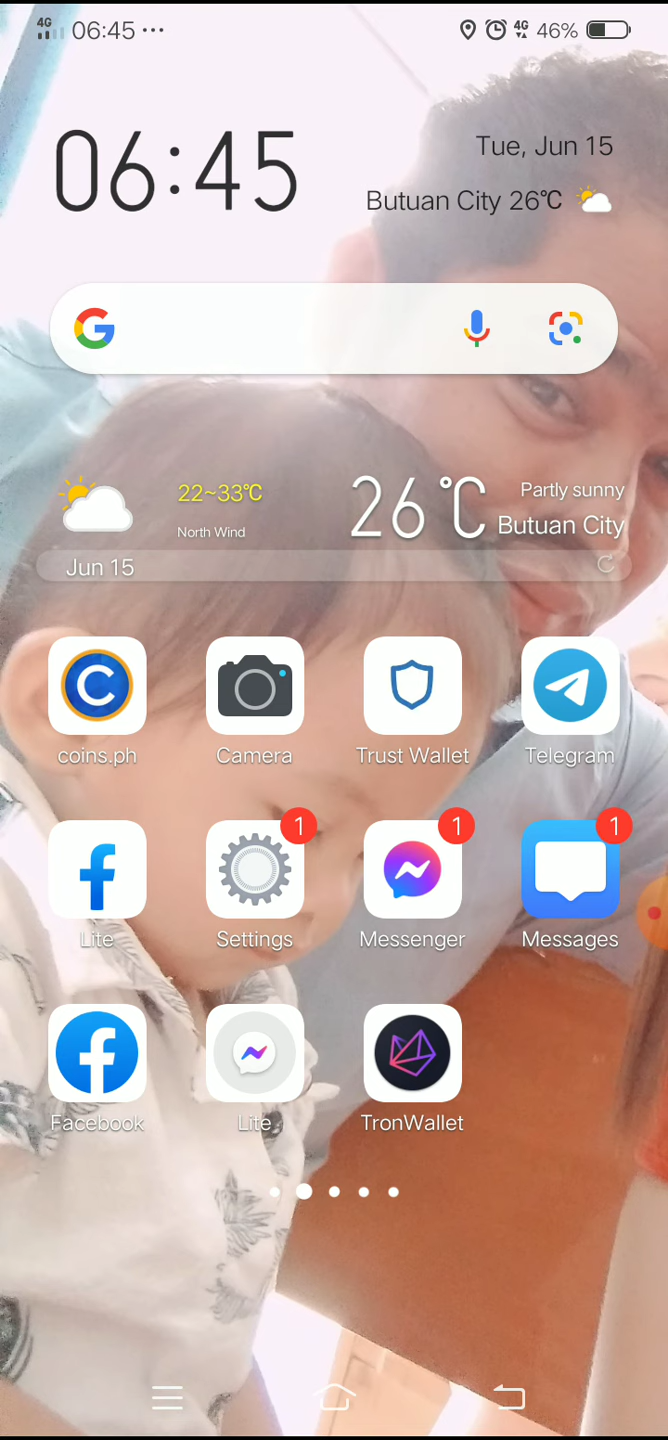 4G 06:45 ... 4G 46%
06:45
Tue, Jun 15
Butuan City 26℃
22~33℃
North Wind
26℃
Partly sunny
Butuan City
Jun 15
coins.ph Camera Trust Wallet Telegram
1 1 1
Lite Settings Messenger Messages
Facebook Lite TronWallet